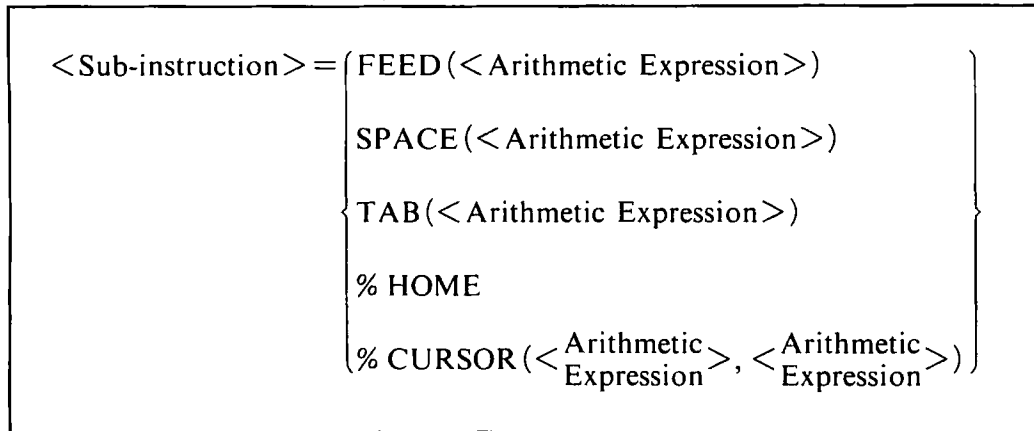 <Sub-instruction> = { FEED(<Arithmetic Expression>)
SPACE(<Arithmetic Expression>)
TAB(<Arithmetic Expression>)
% HOME
% CURSOR(<Arithmetic Expression>, <Arithmetic Expression>) }